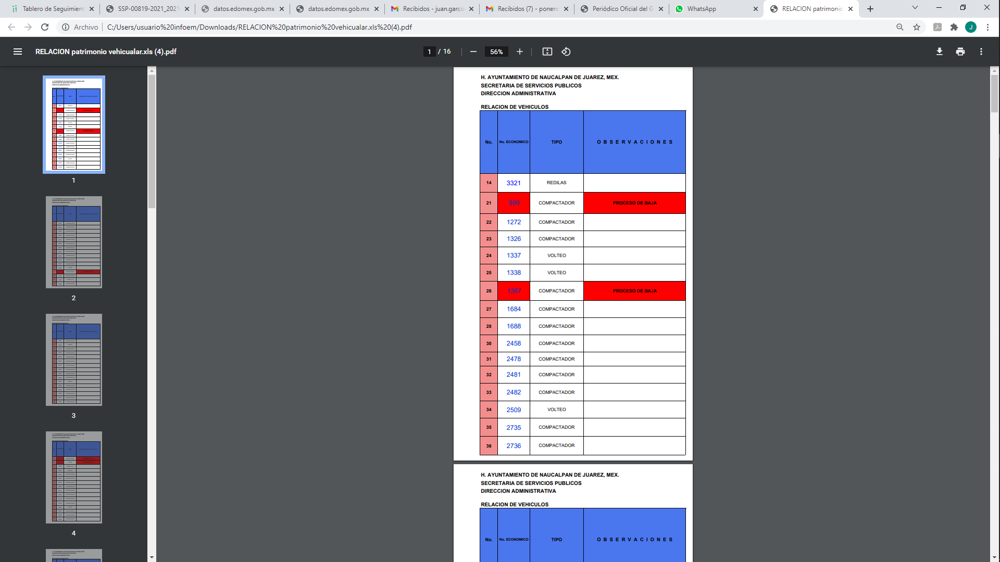 Tablero de Seguimient
SSP-00819-2021_2021
datos.edomex.gob.mx
datos.edomex.gob.mx
Recibidos - juan.garcia
Recibidos (7) - ponenc
Periódico Oficial del G
WhatsApp
RELACION patrimonio
Archivo
C:/Users/usuario%20infoem/Downloads/RELACION%20patrimonio%20vehicualar.xls%20(4).pdf
J
RELACION patrimonio vehicualar.xls (4).pdf
1 / 16
56%
1
2
3
4
H. AYUNTAMIENTO DE NAUCALPAN DE JUAREZ, MEX.
SECRETARIA DE SERVICIOS PUBLICOS
DIRECCION ADMINISTRATIVA
RELACION DE VEHICULOS
No. No. ECONOMICO TIPO O B S E R V A C I O N E S
14 3321 REDILAS
21 999 COMPACTADOR PROCESO DE BAJA
22 1272 COMPACTADOR
23 1326 COMPACTADOR
24 1337 VOLTEO
25 1338 VOLTEO
26 1367 COMPACTADOR PROCESO DE BAJA
27 1684 COMPACTADOR
28 1688 COMPACTADOR
30 2458 COMPACTADOR
31 2478 COMPACTADOR
32 2481 COMPACTADOR
33 2482 COMPACTADOR
34 2509 VOLTEO
35 2735 COMPACTADOR
36 2736 COMPACTADOR
H. AYUNTAMIENTO DE NAUCALPAN DE JUAREZ, MEX.
SECRETARIA DE SERVICIOS PUBLICOS
DIRECCION ADMINISTRATIVA
RELACION DE VEHICULOS
No. No. ECONOMICO TIPO O B S E R V A C I O N E S